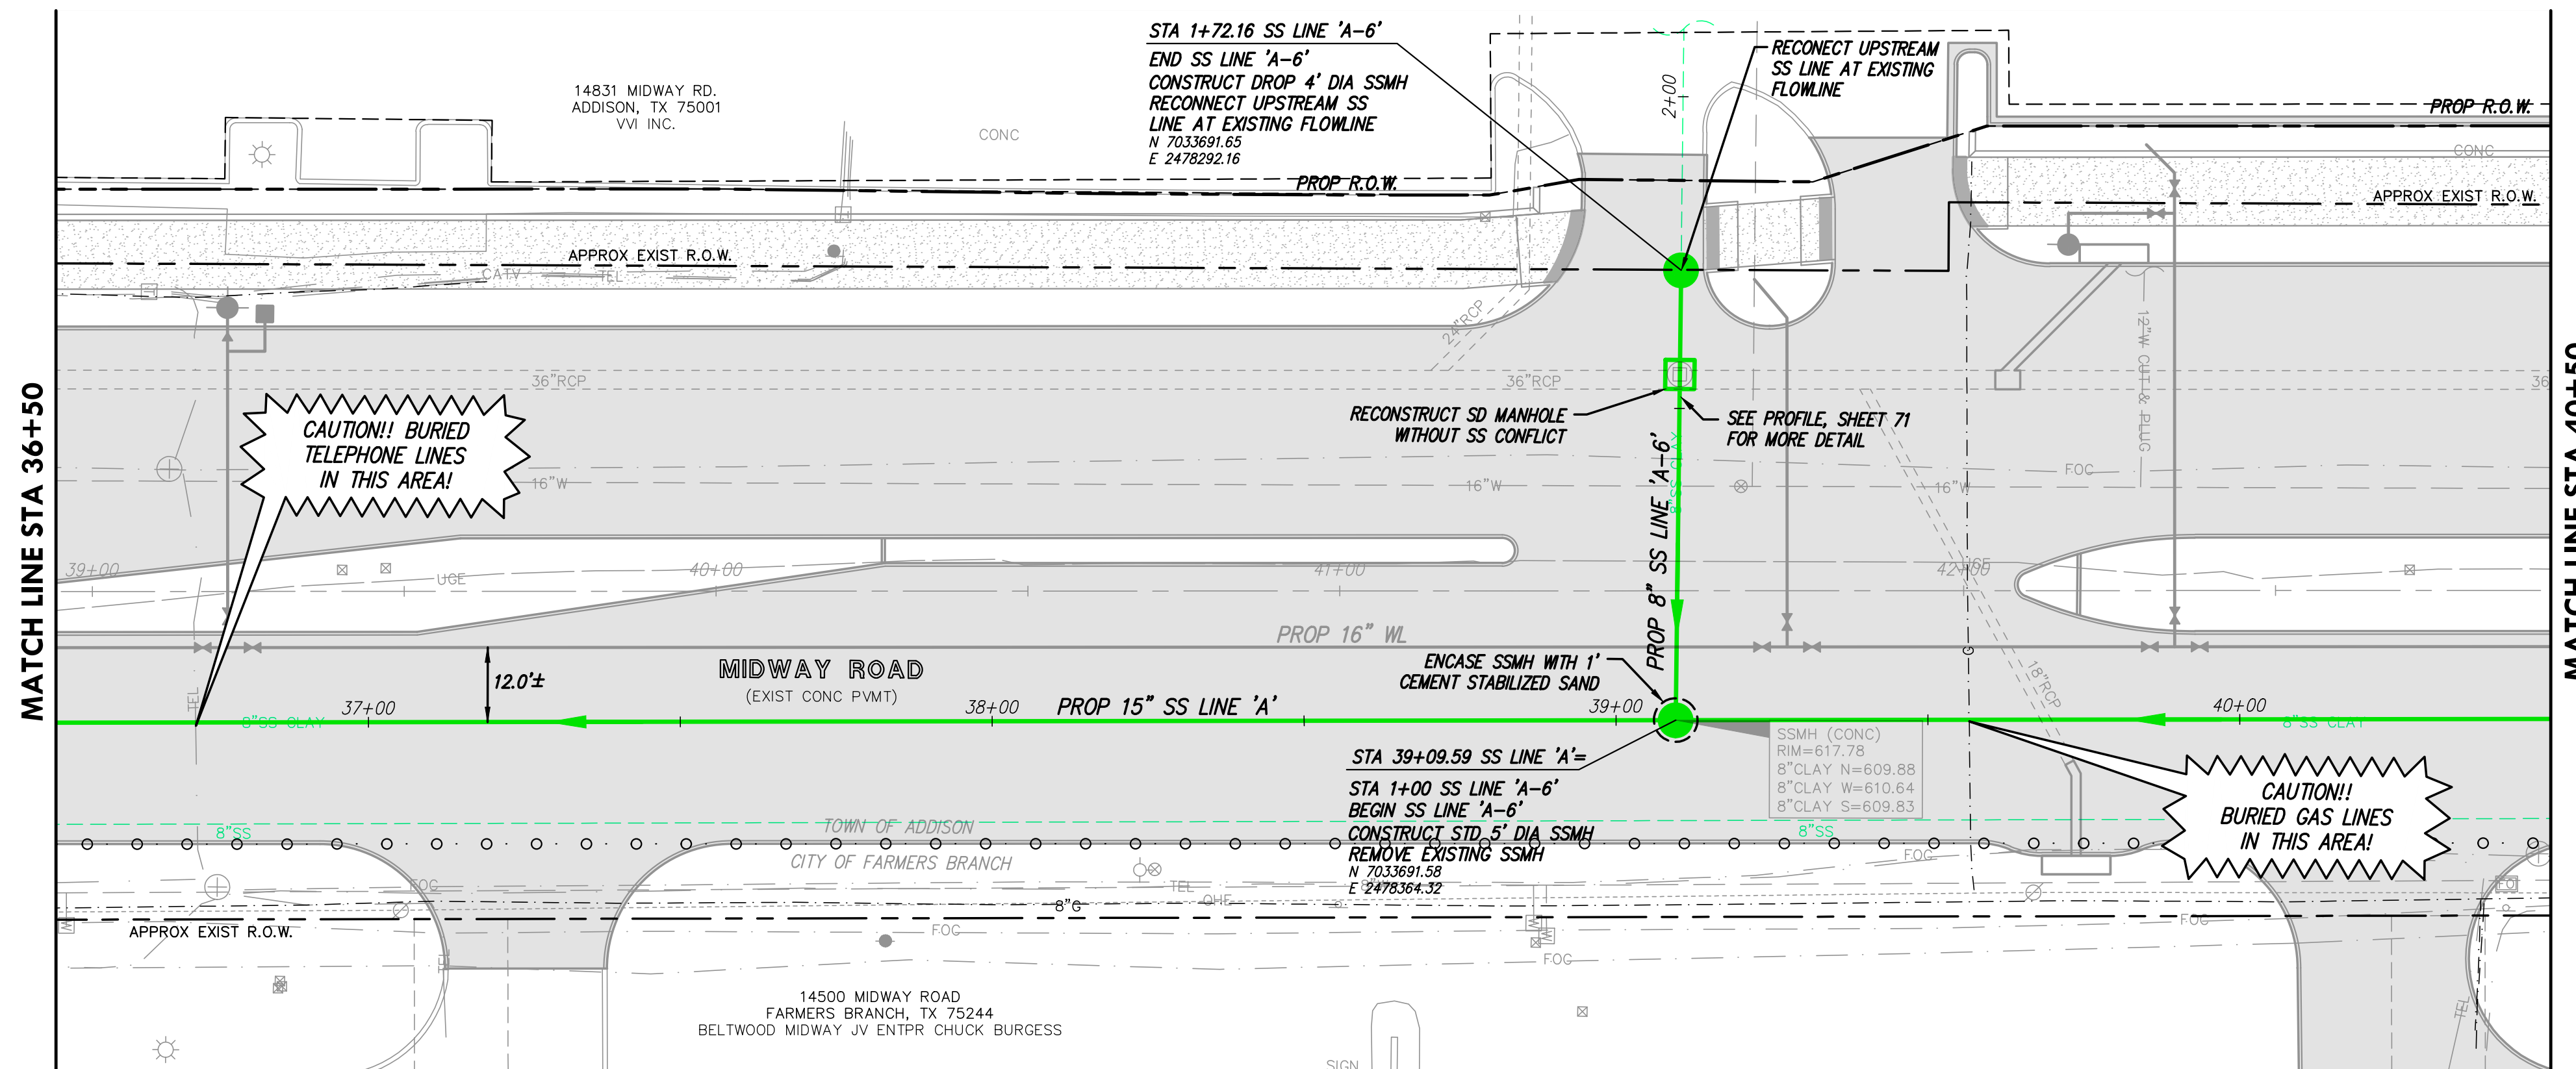 STA 1+72.16 SS LINE 'A-6'
END SS LINE 'A-6'
CONSTRUCT DROP 4' DIA SSMH
RECONNECT UPSTREAM SS
LINE AT EXISTING FLOWLINE
N 7033691.65
E 2478292.16
RECONECT UPSTREAM
SS LINE AT EXISTING
FLOWLINE
2+00
14831 MIDWAY RD.
ADDISON, TX 75001
VVI INC.
CONC
PROP R.O.W.
PROP R.O.W.
CONC
APPROX EXIST R.O.W.
APPROX EXIST R.O.W.
CATV
TEL
T
T
24"RCP
36"RCP
36"RCP
36
12"W CUT & PLUG
MATCH LINE STA 36+50
MATCH LINE STA 40+50
CAUTION!! BURIED
TELEPHONE LINES
IN THIS AREA!
RECONSTRUCT SD MANHOLE
WITHOUT SS CONFLICT
SEE PROFILE, SHEET 71
FOR MORE DETAIL
PROP 8" SS LINE 'A-6'
FOC
16"W
16"W
16"W
39+00
UGE
40+00
41+00
42+00
PROP 16" WL
G
18"RCP
MIDWAY ROAD
(EXIST CONC PVMT)
12.0'±
ENCASE SSMH WITH 1'
CEMENT STABILIZED SAND
TEL
8"SS CLAY
37+00
38+00
PROP 15" SS LINE 'A'
39+00
40+00
8"SS CLAY
SSMH (CONC)
RIM=617.78
8"CLAY N=609.88
8"CLAY W=610.64
8"CLAY S=609.83
STA 39+09.59 SS LINE 'A'=
STA 1+00 SS LINE 'A-6'
BEGIN SS LINE 'A-6'
CONSTRUCT STD 5' DIA SSMH
REMOVE EXISTING SSMH
N 7033691.58
E 2478364.32
CAUTION!!
BURIED GAS LINES
IN THIS AREA!
8"SS
TOWN OF ADDISON
CITY OF FARMERS BRANCH
8"SS
FOC
FOC
TEL
OHE
8"G
FOC
FOC
FOC
FO
W
W
W
APPROX EXIST R.O.W.
TEL
TEL
14500 MIDWAY ROAD
FARMERS BRANCH, TX 75244
BELTWOOD MIDWAY JV ENTPR CHUCK BURGESS
SIGN